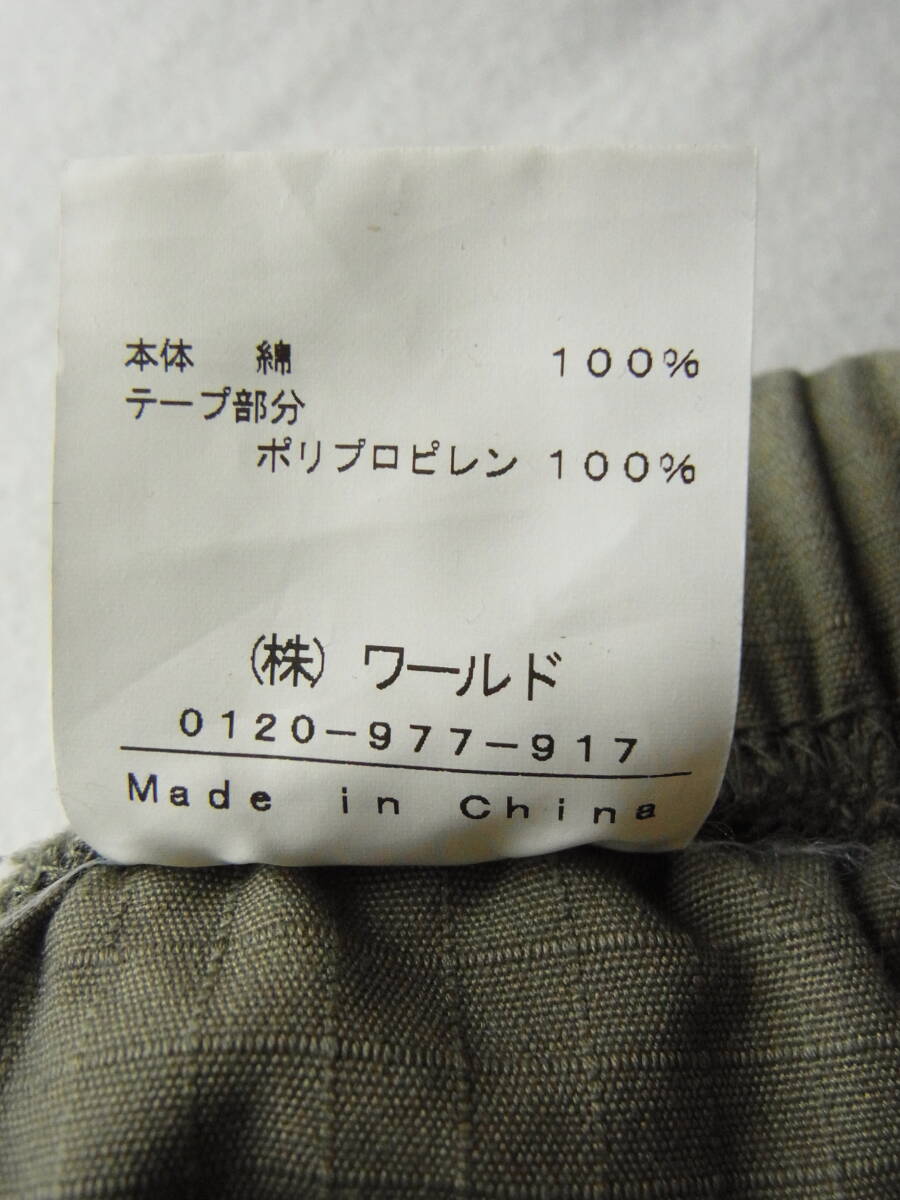 本体　綿　　　　　　　１００％
テープ部分
ポリプロピレン １００％
（株）ワールド
０１２０－９７７－９１７
Ｍａｄｅ　ｉｎ　Ｃｈｉｎａ